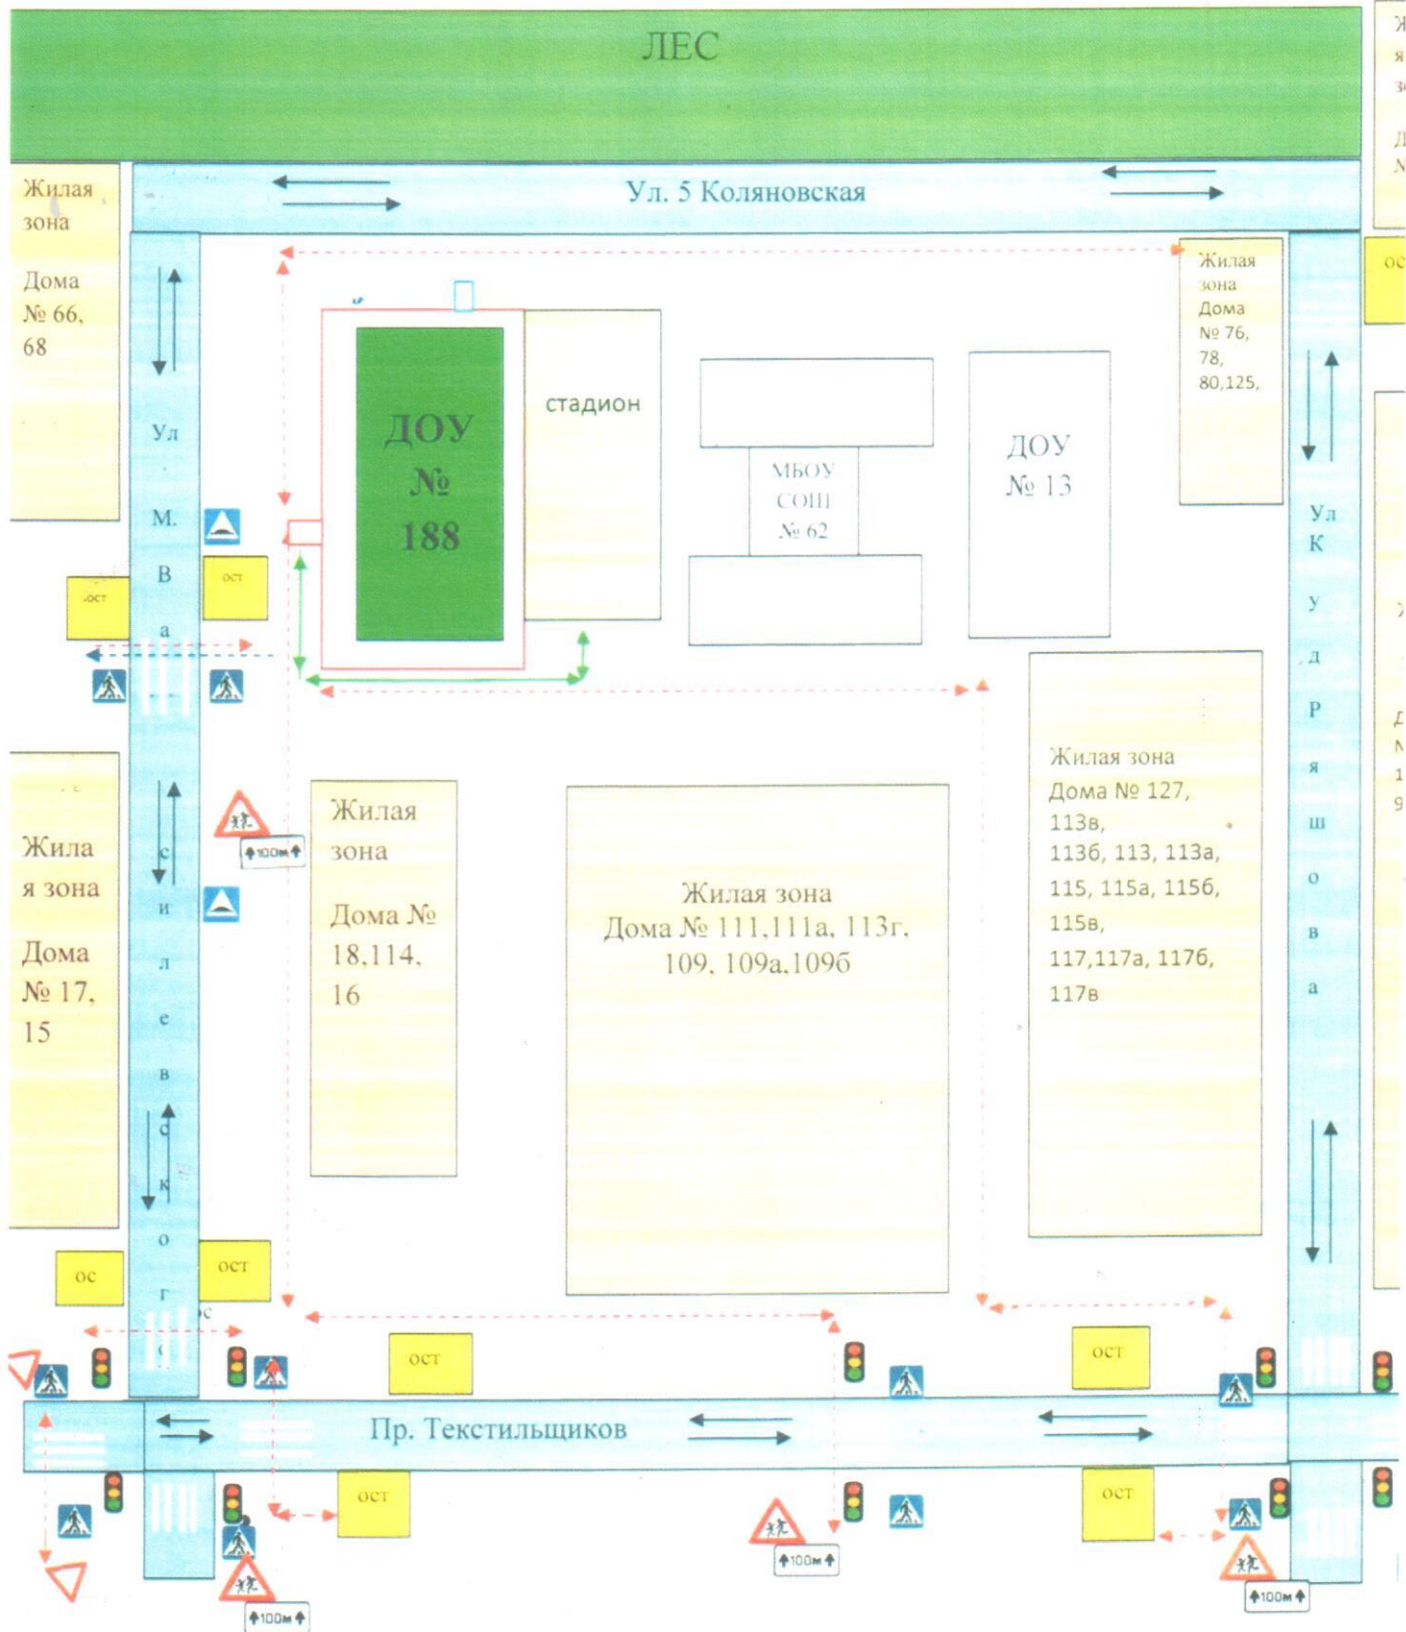 ЛЕС
Ул. 5 Коляновская
Жилая
зона
Дома
№ 66,
68
Жилая
зона
Дома
№ 76,
78,
80,125,
ДОУ
№
188
стадион
МБОУ
СОШ
№ 62
ДОУ
№ 13
Ул
М.
В
а
с
и
л
е
в
с
к
о
г
о
Ул
К
у
д
Р
я
ш
о
в
а
ост
ост
Жила
я зона
Дома
№ 17,
15
100м
Жилая
зона
Дома №
18,114,
16
Жилая зона
Дома № 111,111а, 113г,
109, 109а,109б
Жилая зона
Дома № 127,
113в,
113б, 113, 113а,
115, 115а, 115б,
115в,
117,117а, 117б,
117в
ос
ост
ос
ост
ост
Пр. Текстильщиков
ост
ост
100м
100м
100м
ос